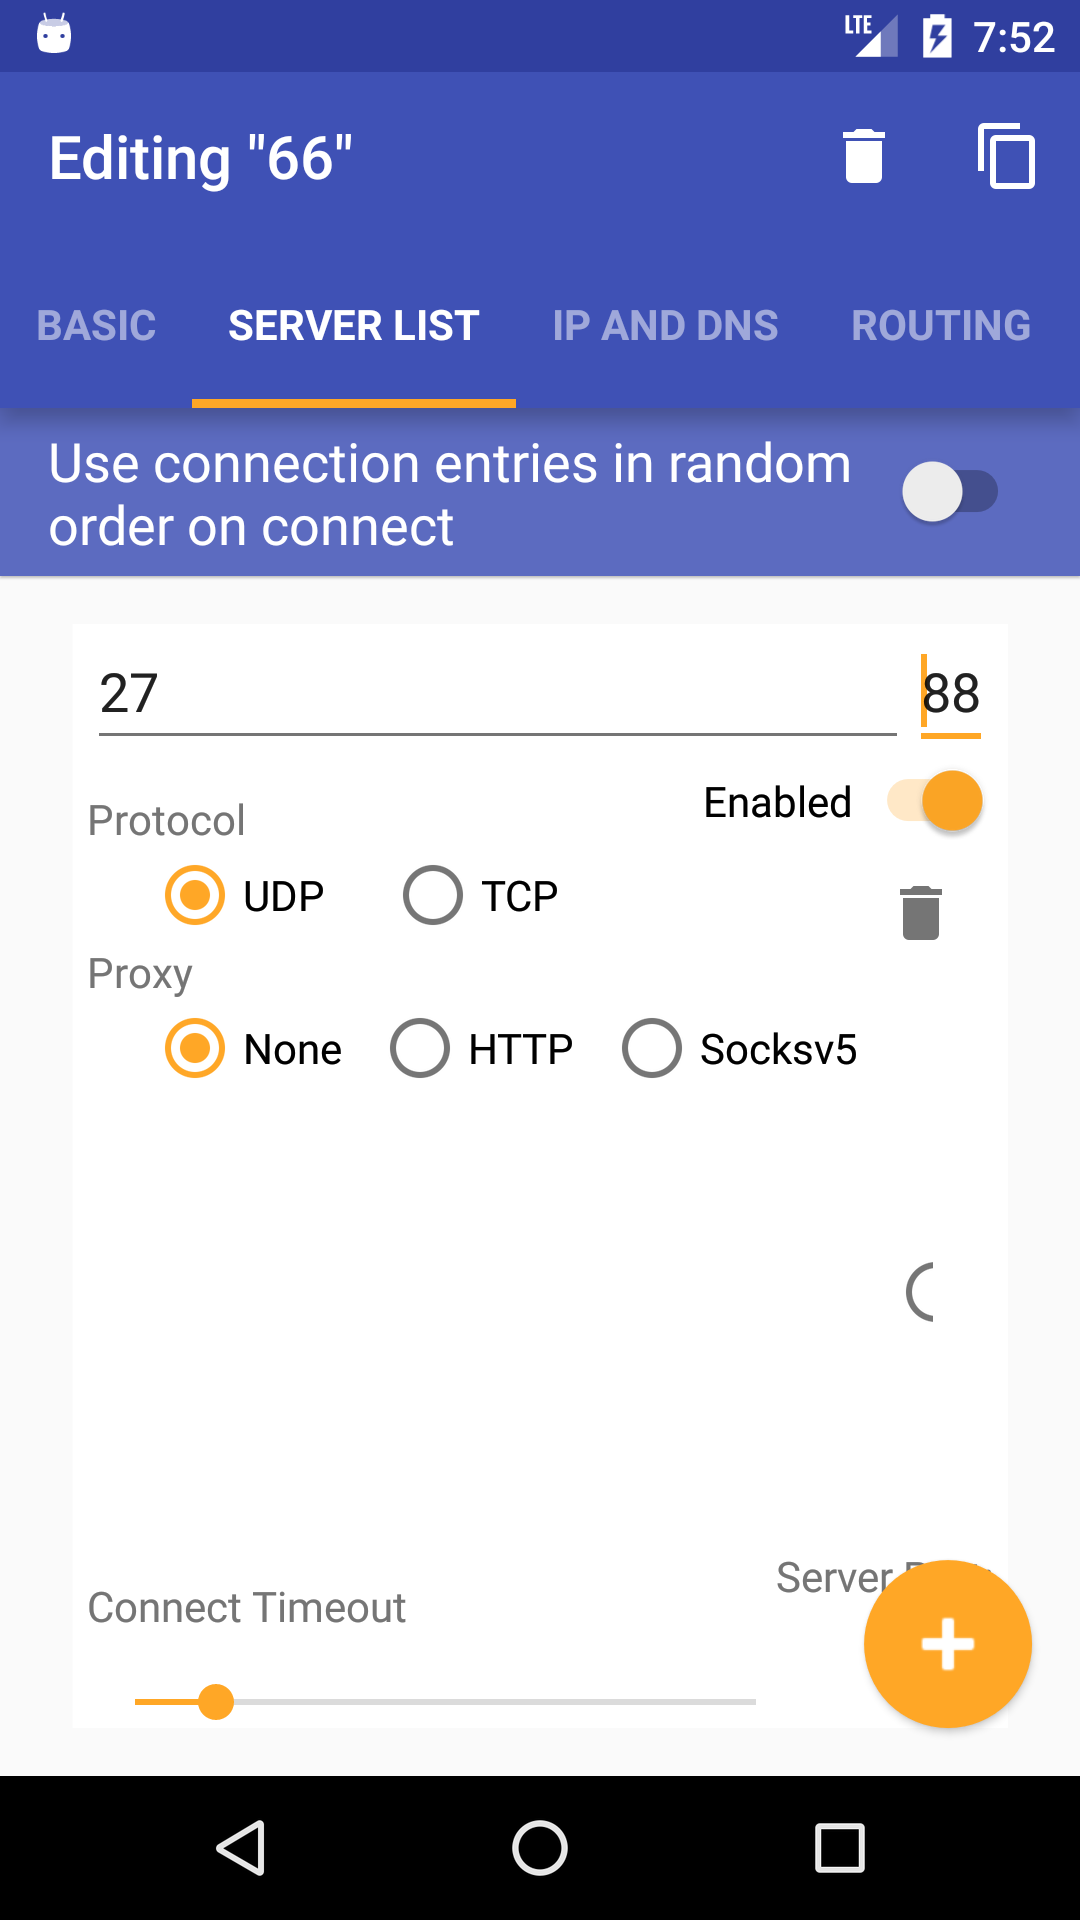 LTE 7:52
Editing "66"
BASIC SERVER LIST IP AND DNS ROUTING
Use connection entries in random
order on connect
27 88
Enabled
Protocol
UDP TCP
Proxy
None HTTP Socksv5
Server
Connect Timeout